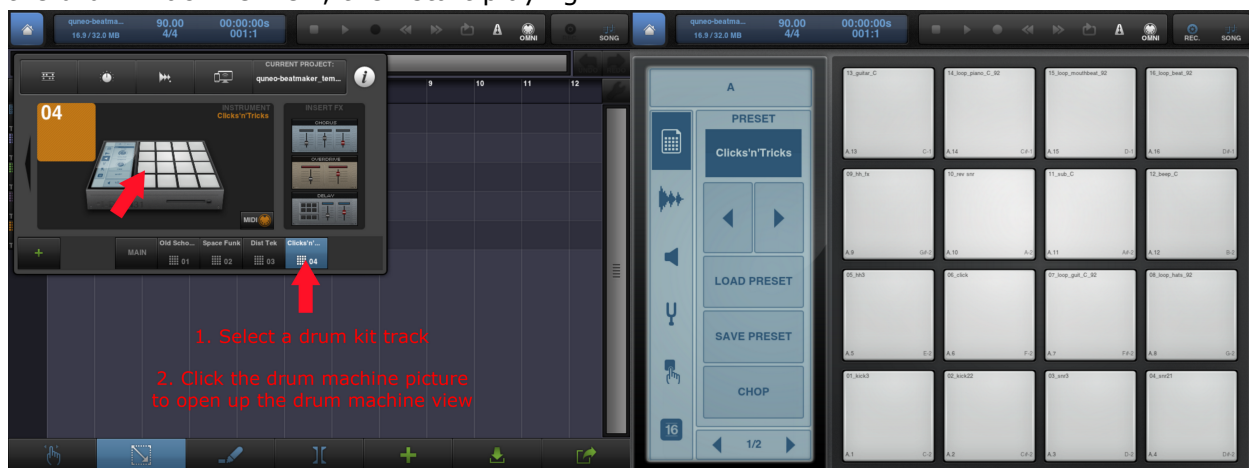 quneo-beatma...
16.9 / 32.0 MB
90.00
4/4
00:00:00s
001:1
A
OMNI
SONG
CURRENT PROJECT:
quneo-beatmaker_tem...
i
04
INSTRUMENT
Clicks'n'Tricks
INSERT FX
CHORUS
OVERDRIVE
DELAY
MIDI
+
MAIN
Old Scho...
01
Space Funk
02
Dist Tek
03
Clicks'n'...
04
9
10
11
12
1. Select a drum kit track
2. Click the drum machine picture
to open up the drum machine view
quneo-beatma...
16.9 / 32.0 MB
90.00
4/4
00:00:00s
001:1
A
OMNI
REC.
SONG
A
PRESET
Clicks'n'Tricks
LOAD PRESET
SAVE PRESET
CHOP
16
1/2
13_guitar_C
A.13
C-1
14_loop_piano_C_92
A.14
C#-1
15_loop_mouthbeat_92
A.15
D-1
16_loop_beat_92
A.16
D#-1
09_hh_ls
A.9
G#-2
10_rev snr
A.10
A-2
11_sub_C
A.11
A#-2
12_beep_C
A.12
B-2
05_hh3
A.5
E-2
06_click
A.6
F-2
07_loop_guit_C_92
A.7
F#-2
08_loop_hats_92
A.8
G-2
01_kick3
A.1
C-2
02_kick22
A.2
C#-2
03_snr3
A.3
D-2
04_snr21
A.4
D#-2